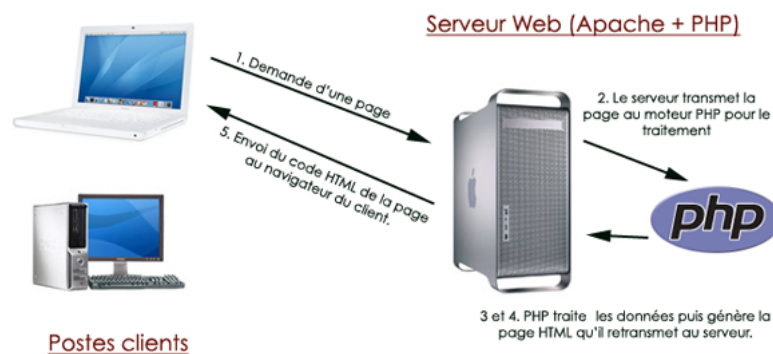 Serveur Web (Apache + PHP)
1. Demande d'une page
2. Le serveur transmet la
page au moteur PHP pour le
traitement
5. Envoi du code HTML de la page
au navigateur du client.
php
3 et 4. PHP traite les données puis génère la
page HTML qu'il retransmet au serveur.
Postes clients